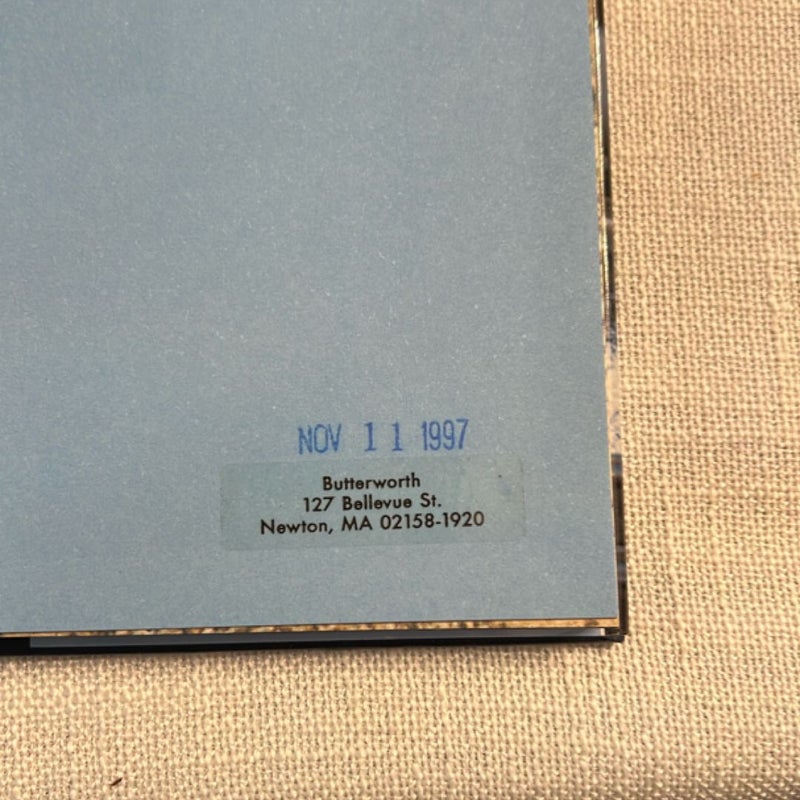 NOV 11 1997
Butterworth
127 Bellevue St.
Newton, MA 02158-1920